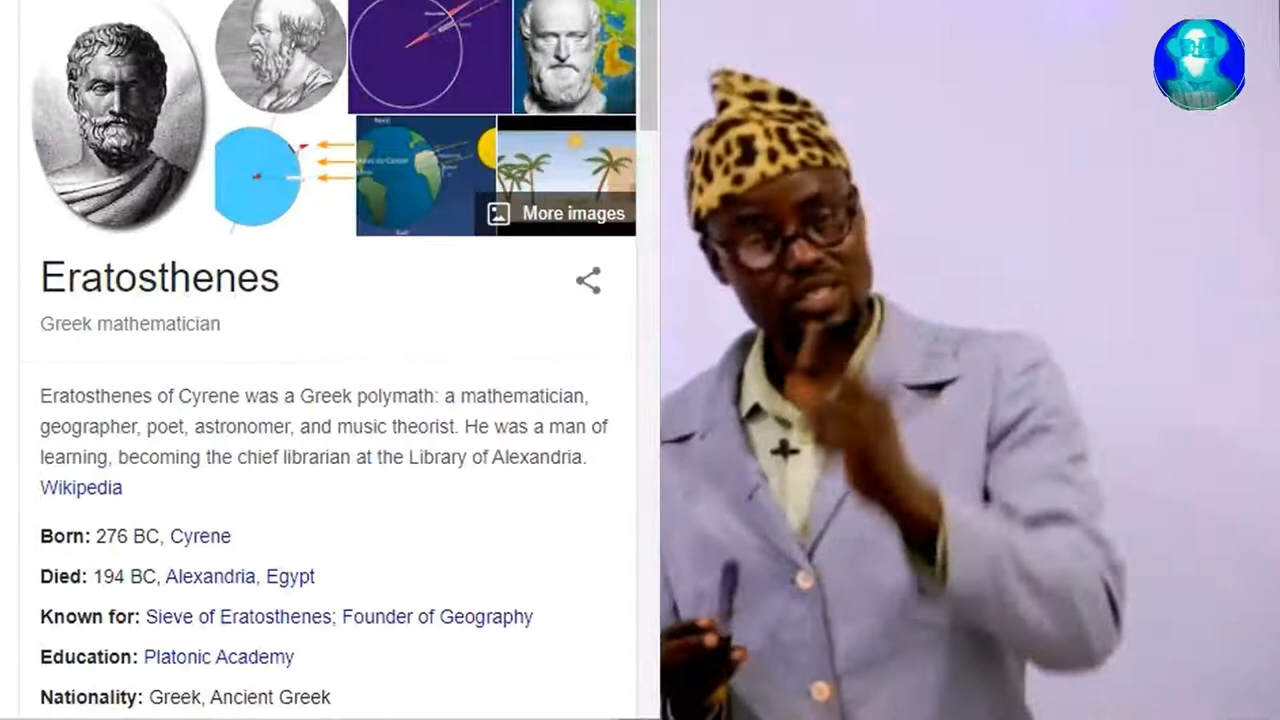 More images
Eratosthenes
Greek mathematician
Eratosthenes of Cyrene was a Greek polymath: a mathematician,
geographer, poet, astronomer, and music theorist. He was a man of
learning, becoming the chief librarian at the Library of Alexandria.
Wikipedia
Born: 276 BC, Cyrene
Died: 194 BC, Alexandria, Egypt
Known for: Sieve of Eratosthenes; Founder of Geography
Education: Platonic Academy
Nationality: Greek, Ancient Greek